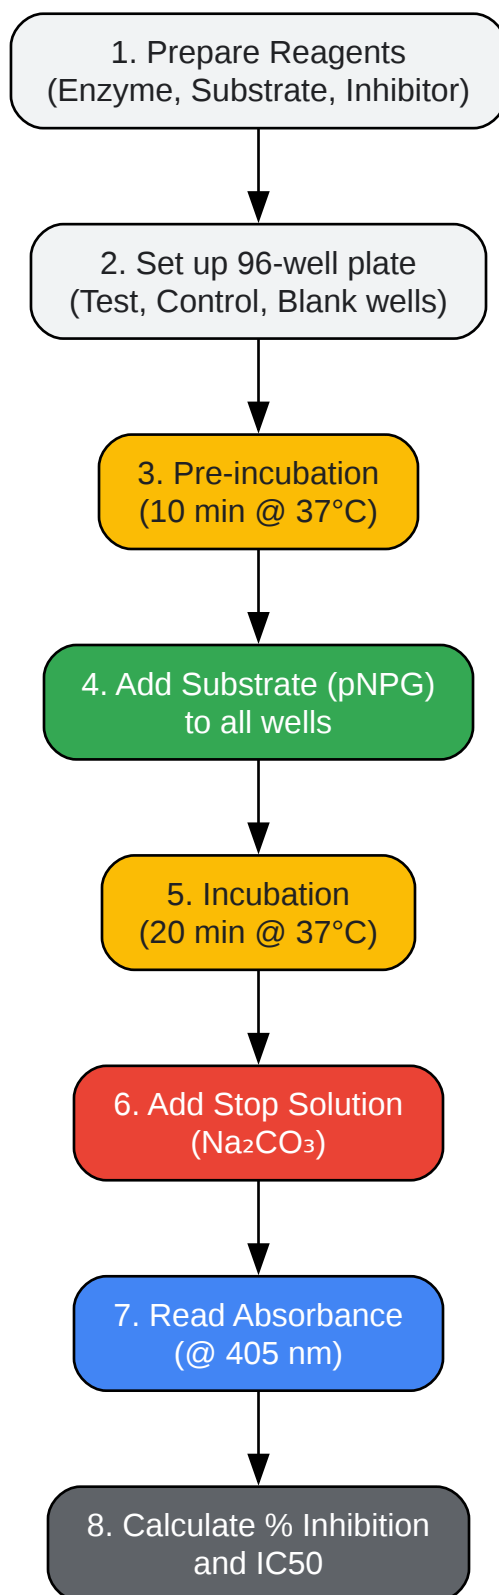 1. Prepare Reagents
(Enzyme, Substrate, Inhibitor)
2. Set up 96-well plate
(Test, Control, Blank wells)
3. Pre-incubation
(10 min @ 37°C)
4. Add Substrate (pNPG)
to all wells
5. Incubation
(20 min @ 37°C)
6. Add Stop Solution
(Na₂CO₃)
7. Read Absorbance
(@ 405 nm)
8. Calculate % Inhibition
and IC50